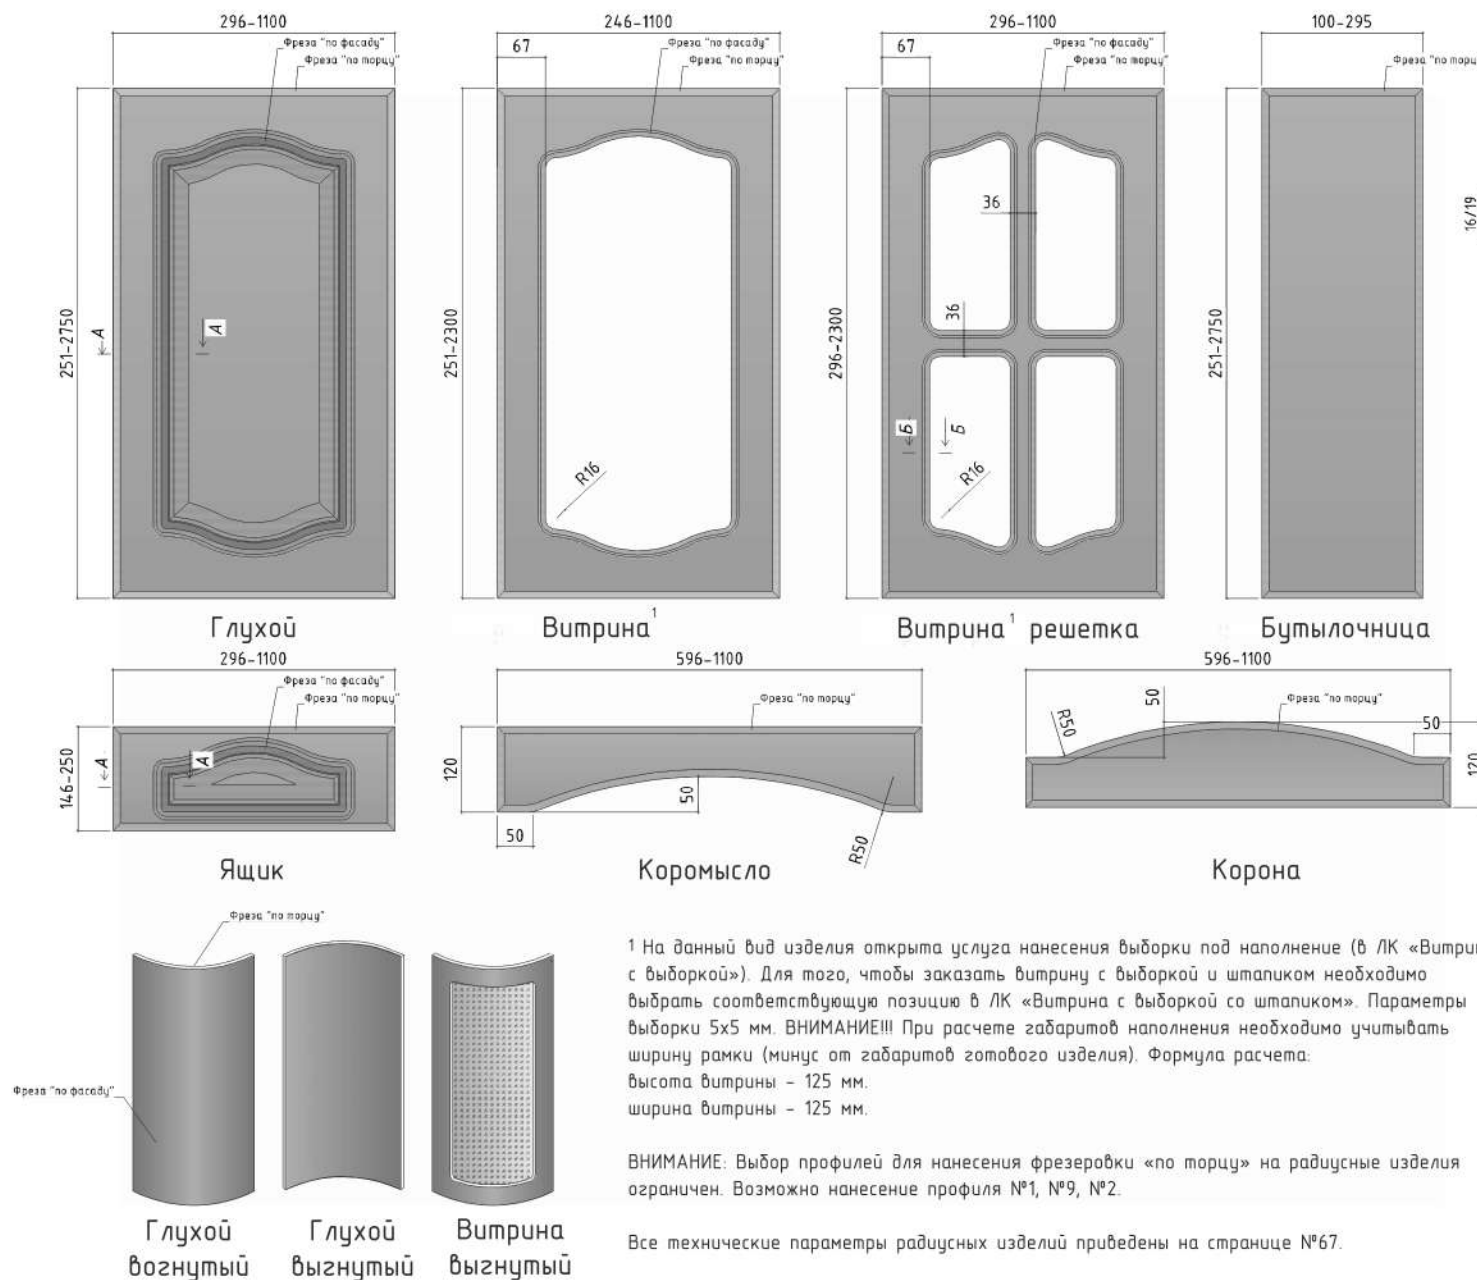 296-1100
246-1100
296-1100
100-295
Фреза "по фасаду"
Фреза "по торцу"
67
Фреза "по фасаду"
Фреза "по торцу"
67
Фреза "по фасаду"
Фреза "по торцу"
Фреза "по торц
251-2750
А
А
251-2300
R16
296-2300
36
36
Б
Б
R16
251-2750
16/19
Глухой
Витрина¹
Витрина¹ решетка
Бутылочница
296-1100
Фреза "по фасаду"
Фреза "по торцу"
146-250
А
А
Ящик
596-1100
Фреза "по торцу"
120
50
50
R50
Коромысло
596-1100
R50
50
Фреза "по торцу"
50
120
Корона
Фреза "по торцу"
Фреза "по фасаду"
Глухой
вогнутый
Глухой
выгнутый
Витрина
выгнутый
¹ На данный вид изделия открыта услуга нанесения выборки под наполнение (в ЛК «Витрин
с выборкой»). Для того, чтобы заказать витрину с выборкой и штапиком необходимо
выбрать соответствующую позицию в ЛК «Витрина с выборкой со штапиком». Параметры
выборки 5х5 мм. ВНИМАНИЕ!!! При расчете габаритов наполнения необходимо учитывать
ширину рамки (минус от габаритов готового изделия). Формула расчета:
высота витрины - 125 мм.
ширина витрины - 125 мм.
ВНИМАНИЕ: Выбор профилей для нанесения фрезеровки «по торцу» на радиусные изделия
ограничен. Возможно нанесение профиля №1, №9, №2.
Все технические параметры радиусных изделий приведены на странице №67.